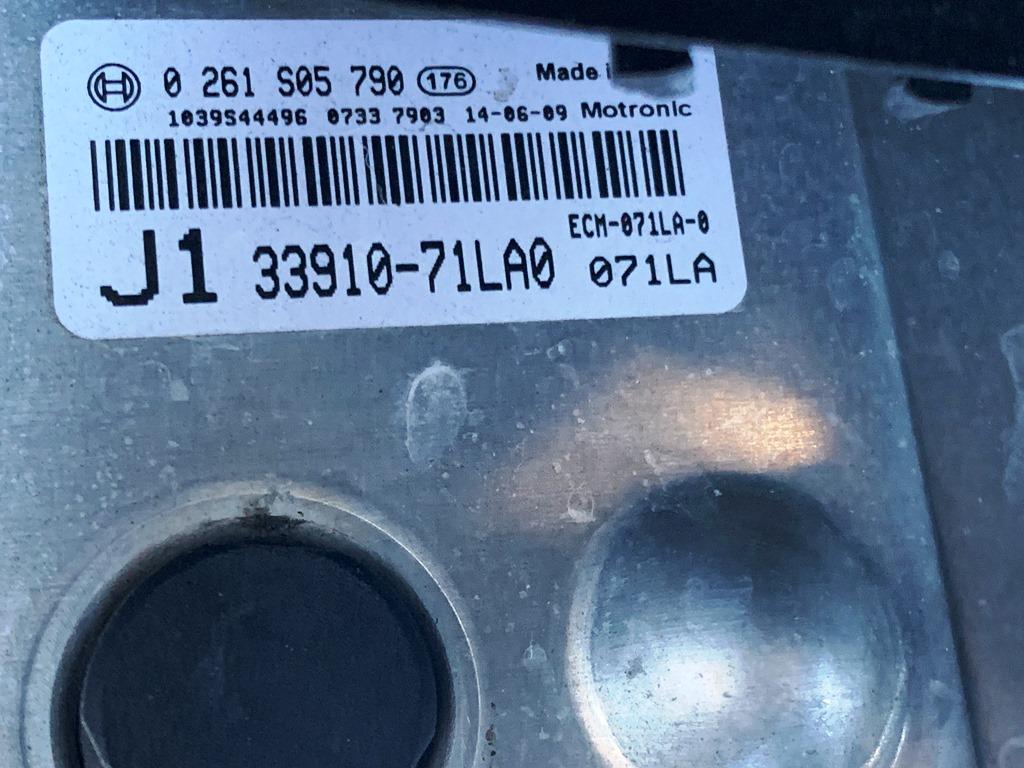 0 261 S05 790 176 Made
1039S44496 0733 7903 14-06-09 Motronic
ECM-071LA-0
J1 33910-71LA0 071LA